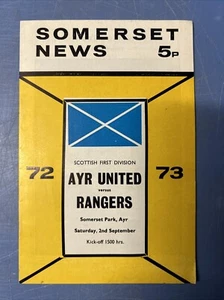 SOMERSET
NEWS 5p
SCOTTISH FIRST DIVISION
72 73
AYR UNITED
versus
RANGERS
Somerset Park, Ayr
Saturday, 2nd September
Kick-off 1500 hrs.